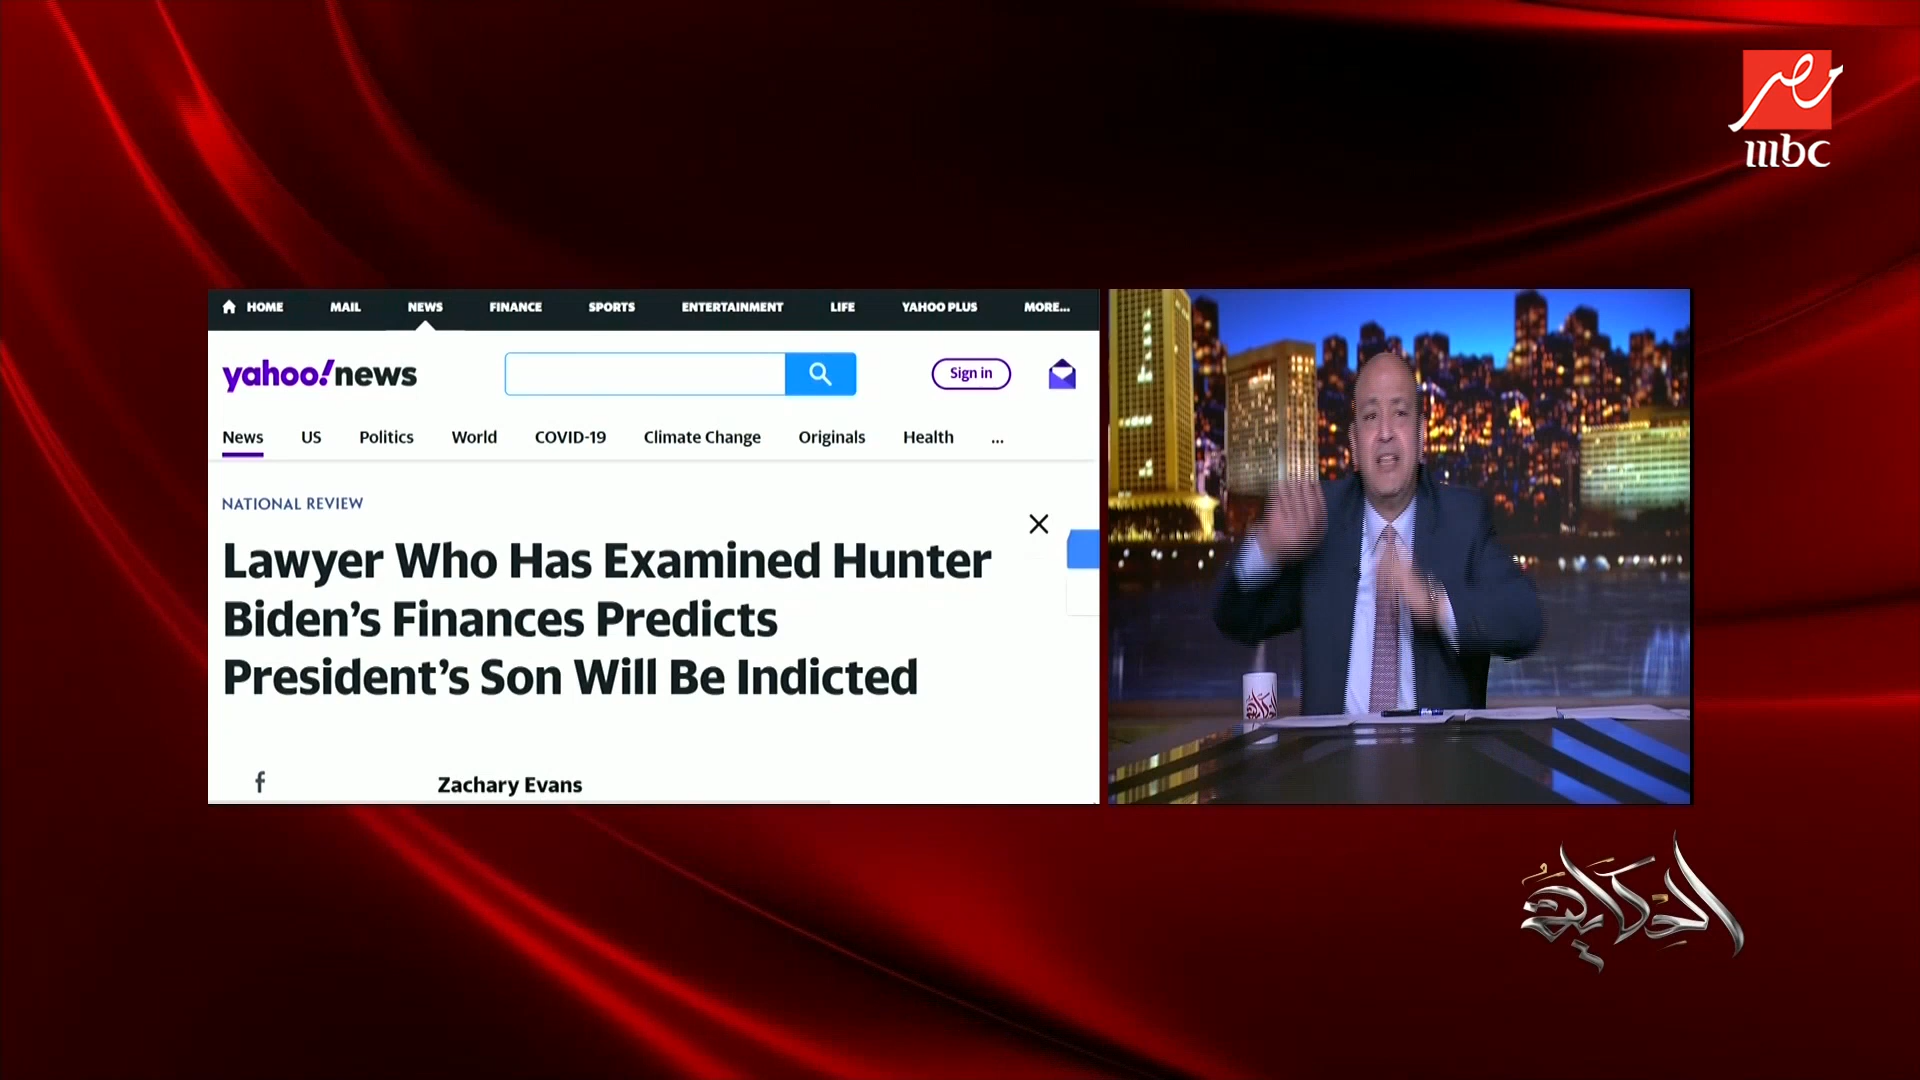 مصر
mbc
HOME MAIL NEWS FINANCE SPORTS ENTERTAINMENT LIFE YAHOO PLUS MORE...
yahoo!news
Sign in
News US Politics World COVID-19 Climate Change Originals Health ...
NATIONAL REVIEW
Lawyer Who Has Examined Hunter
Biden's Finances Predicts
President's Son Will Be Indicted
f
Zachary Evans
الحكاية
الحكاية